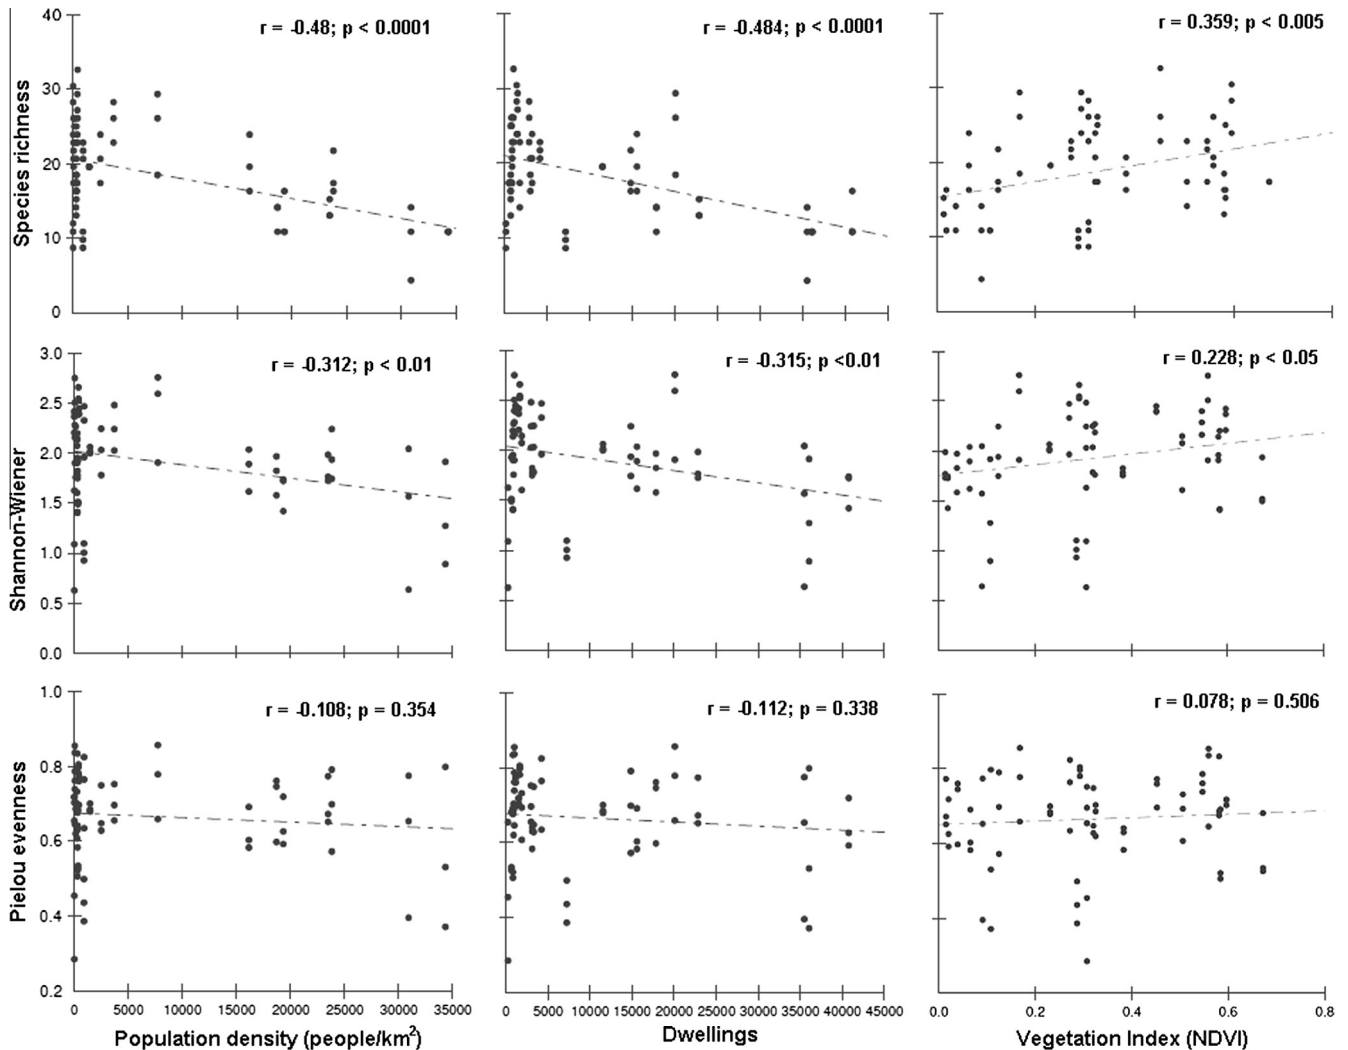 40
30
20
10
0
Species richness
r = -0.48; p < 0.0001
r = -0.484; p < 0.0001
r = 0.359; p < 0.005
3.0
2.5
2.0
1.5
1.0
0.5
0.0
Shannon-Wiener
r = -0.312; p < 0.01
r = -0.315; p <0.01
r = 0.228; p < 0.05
1.0
0.8
0.6
0.4
0.2
Pielou evenness
r = -0.108; p = 0.354
r = -0.112; p = 0.338
r = 0.078; p = 0.506
0 5000 10000 15000 20000 25000 30000 35000
0 5000 10000 15000 20000 25000 30000 35000 40000 45000
0.0 0.2 0.4 0.6 0.8
Population density (people/km²)
Dwellings
Vegetation Index (NDVI)